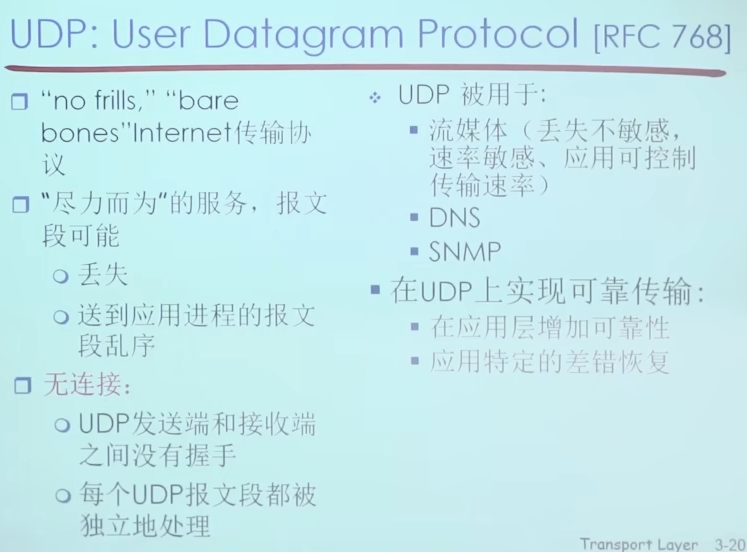 UDP: User Datagram Protocol [RFC 768]
“no frills,” “bare
bones”Internet传输协
议
“尽力而为”的服务，报文
段可能
丢失
送到应用进程的报文
段乱序
无连接：
UDP发送端和接收端
之间没有握手
每个UDP报文段都被
独立地处理
UDP 被用于:
流媒体（丢失不敏感，
速率敏感、应用可控制
传输速率）
DNS
SNMP
在UDP上实现可靠传输:
在应用层增加可靠性
应用特定的差错恢复
Transport Layer 3-20